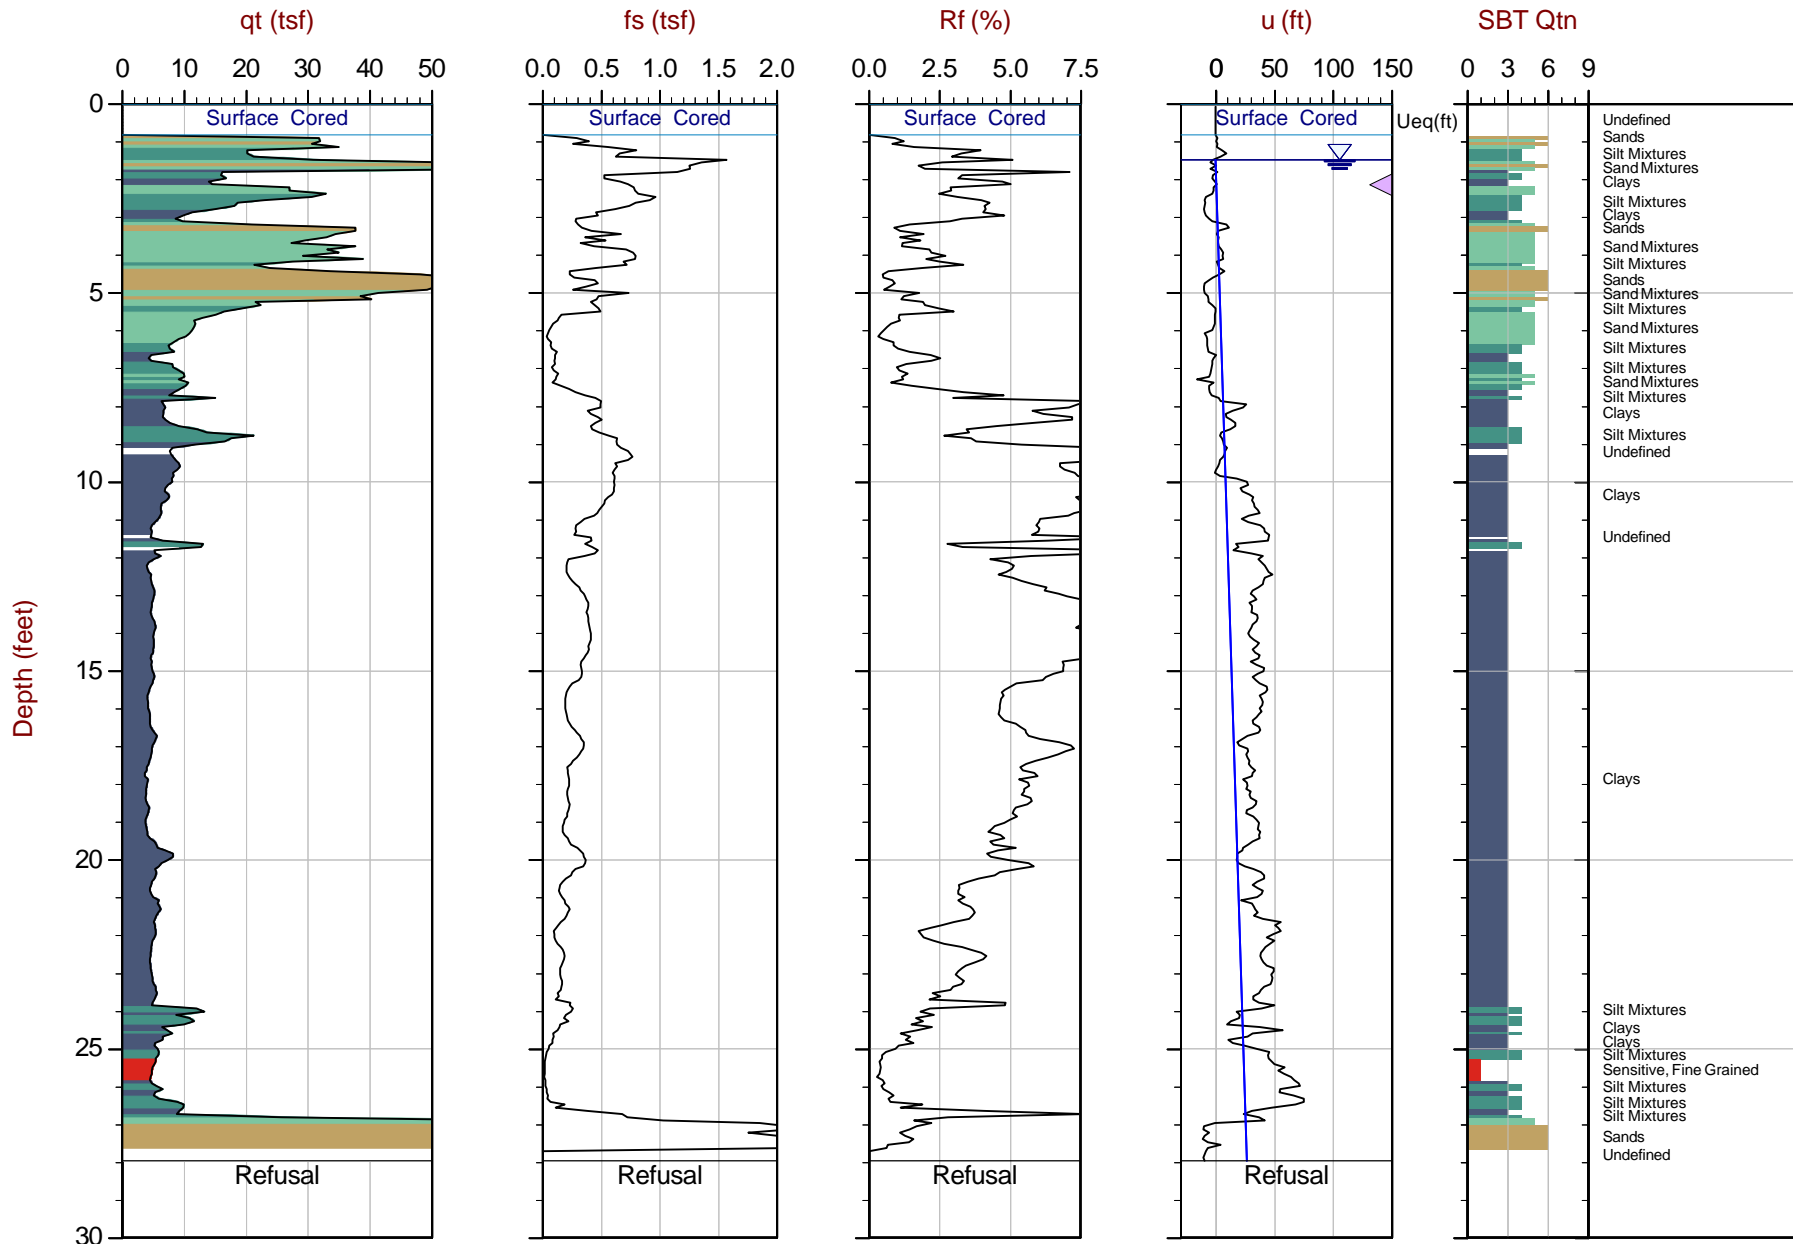 qt (tsf) fs (tsf) Rf (%) u (ft) SBT Qtn
0 10 20 30 40 50 0.0 0.5 1.0 1.5 2.0 0.0 2.5 5.0 7.5 0 50 100 150 0 3 6 9
0
5
10
15
20
25
30
Depth (feet)
Surface Cored Surface Cored Surface Cored Surface Cored
Ueq(ft)
Undefined
Sands
Silt Mixtures
Sand Mixtures
Clays
Silt Mixtures
Clays
Sands
Sand Mixtures
Silt Mixtures
Sands
Sand Mixtures
Silt Mixtures
Sand Mixtures
Silt Mixtures
Silt Mixtures
Sand Mixtures
Silt Mixtures
Clays
Silt Mixtures
Undefined
Clays
Undefined
Clays
Silt Mixtures
Clays
Clays
Silt Mixtures
Sensitive, Fine Grained
Silt Mixtures
Silt Mixtures
Silt Mixtures
Sands
Undefined
Refusal Refusal Refusal Refusal